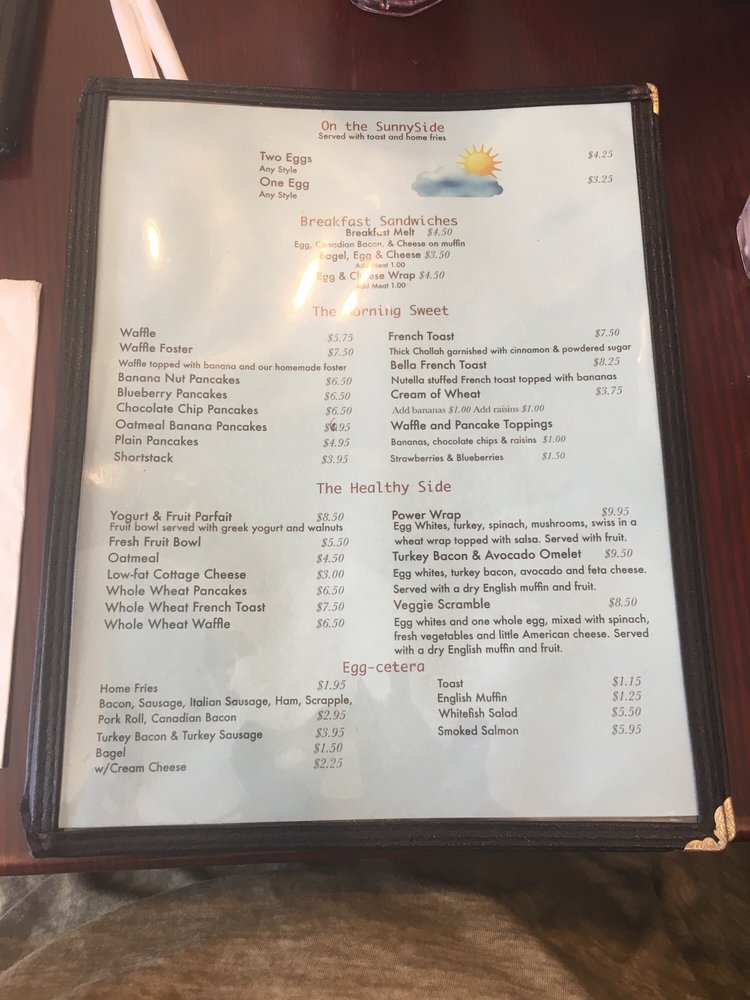 On the SunnySide
Served with toast and home fries
Two Eggs $4.25
Any Style
One Egg $3.25
Any Style
Breakfast Sandwiches
Breakfast Melt $4.50
Egg, Canadian Bacon, & Cheese on muffin
Bagel, Egg & Cheese $3.50
Add Meat 1.00
Egg & Cheese Wrap $4.50
Add Meat 1.00
The Morning Sweet
Waffle $5.75
Waffle Foster $7.50
Waffle topped with banana and our homemade foster
Banana Nut Pancakes $6.50
Blueberry Pancakes $6.50
Chocolate Chip Pancakes $6.50
Oatmeal Banana Pancakes $6.95
Plain Pancakes $4.95
Shortstack $3.95
French Toast $7.50
Thick Challah garnished with cinnamon & powdered sugar
Bella French Toast $8.25
Nutella stuffed French toast topped with bananas
Cream of Wheat $3.75
Add bananas $1.00 Add raisins $1.00
Waffle and Pancake Toppings
Bananas, chocolate chips & raisins $1.00
Strawberries & Blueberries $1.50
The Healthy Side
Yogurt & Fruit Parfait $8.50
Fruit bowl served with greek yogurt and walnuts
Fresh Fruit Bowl $5.50
Oatmeal $4.50
Low-fat Cottage Cheese $3.00
Whole Wheat Pancakes $6.50
Whole Wheat French Toast $7.50
Whole Wheat Waffle $6.50
Power Wrap $9.95
Egg Whites, turkey, spinach, mushrooms, swiss in a
wheat wrap topped with salsa. Served with fruit.
Turkey Bacon & Avocado Omelet $9.50
Egg whites, turkey bacon, avocado and feta cheese.
Served with a dry English muffin and fruit.
Veggie Scramble $8.50
Egg whites and one whole egg, mixed with spinach,
fresh vegetables and little American cheese. Served
with a dry English muffin and fruit.
Egg-cetera
Home Fries $1.95
Bacon, Sausage, Italian Sausage, Ham, Scrapple,
Pork Roll, Canadian Bacon $2.95
Turkey Bacon & Turkey Sausage $3.95
Bagel $1.50
w/Cream Cheese $2.25
Toast $1.15
English Muffin $1.25
Whitefish Salad $5.50
Smoked Salmon $5.95